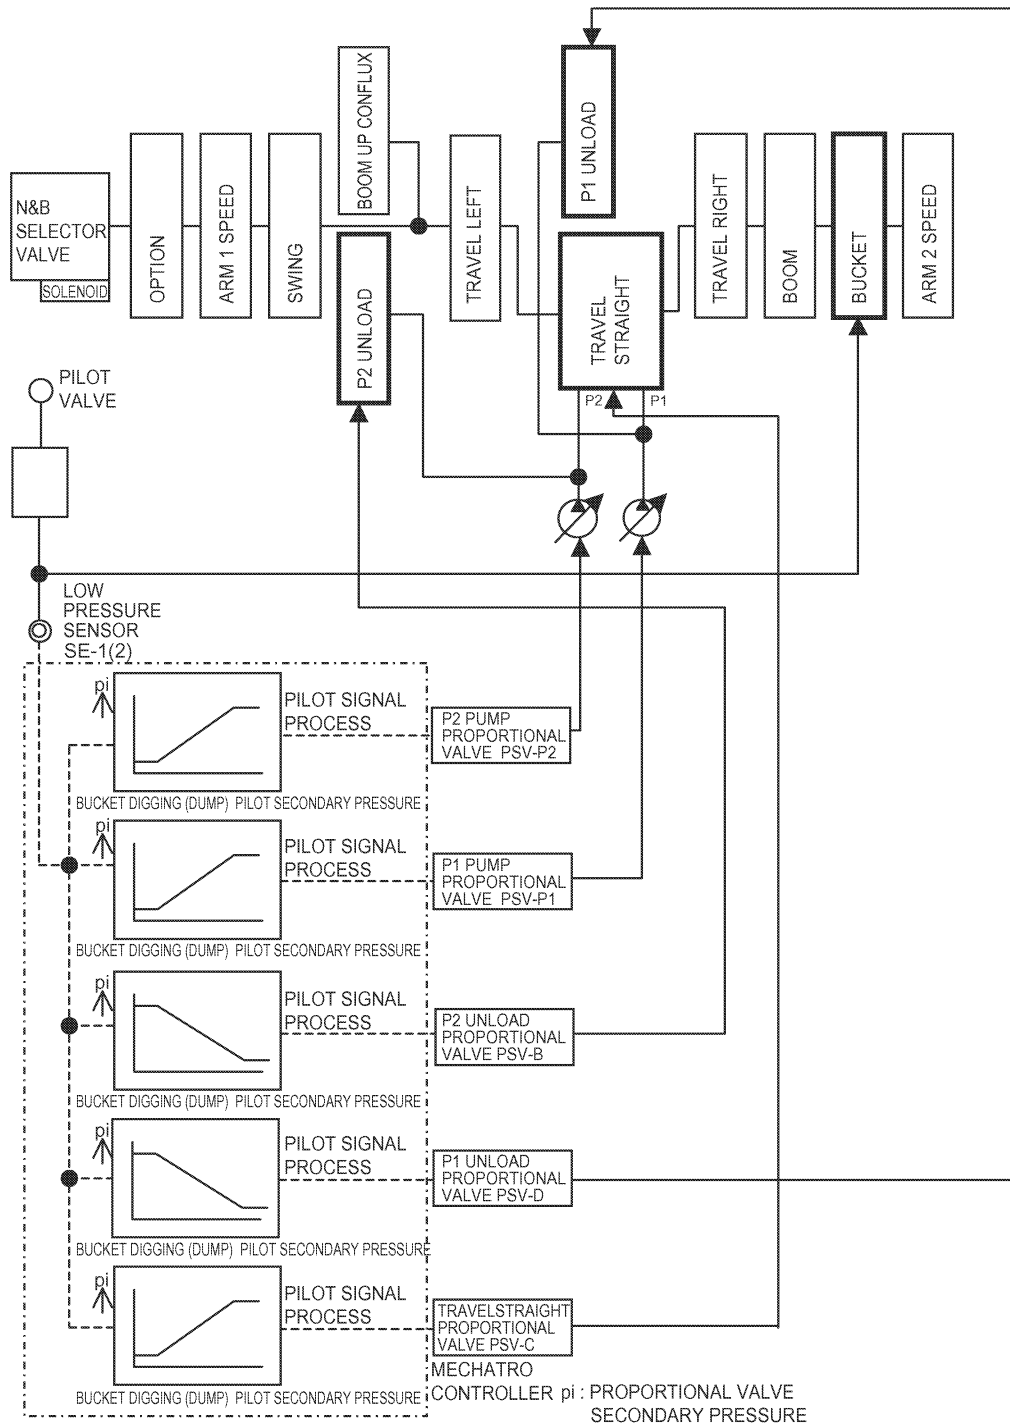 BOOM UP CONFLUX
P1 UNLOAD
N&B
SELECTOR
VALVE
SOLENOID
OPTION
ARM 1 SPEED
SWING
P2 UNLOAD
TRAVEL LEFT
TRAVEL
STRAIGHT
TRAVEL RIGHT
BOOM
BUCKET
ARM 2 SPEED
P2
P1
PILOT
VALVE
LOW
PRESSURE
SENSOR
SE-1(2)
pi
PILOT SIGNAL
PROCESS
P2 PUMP
PROPORTIONAL
VALVE PSV-P2
BUCKET DIGGING (DUMP) PILOT SECONDARY PRESSURE
pi
PILOT SIGNAL
PROCESS
P1 PUMP
PROPORTIONAL
VALVE PSV-P1
BUCKET DIGGING (DUMP) PILOT SECONDARY PRESSURE
pi
PILOT SIGNAL
PROCESS
P2 UNLOAD
PROPORTIONAL
VALVE PSV-B
BUCKET DIGGING (DUMP) PILOT SECONDARY PRESSURE
pi
PILOT SIGNAL
PROCESS
P1 UNLOAD
PROPORTIONAL
VALVE PSV-D
BUCKET DIGGING (DUMP) PILOT SECONDARY PRESSURE
pi
PILOT SIGNAL
PROCESS
TRAVELSTRAIGHT
PROPORTIONAL
VALVE PSV-C
BUCKET DIGGING (DUMP) PILOT SECONDARY PRESSURE
MECHATRO
CONTROLLER
pi : PROPORTIONAL VALVE
SECONDARY PRESSURE